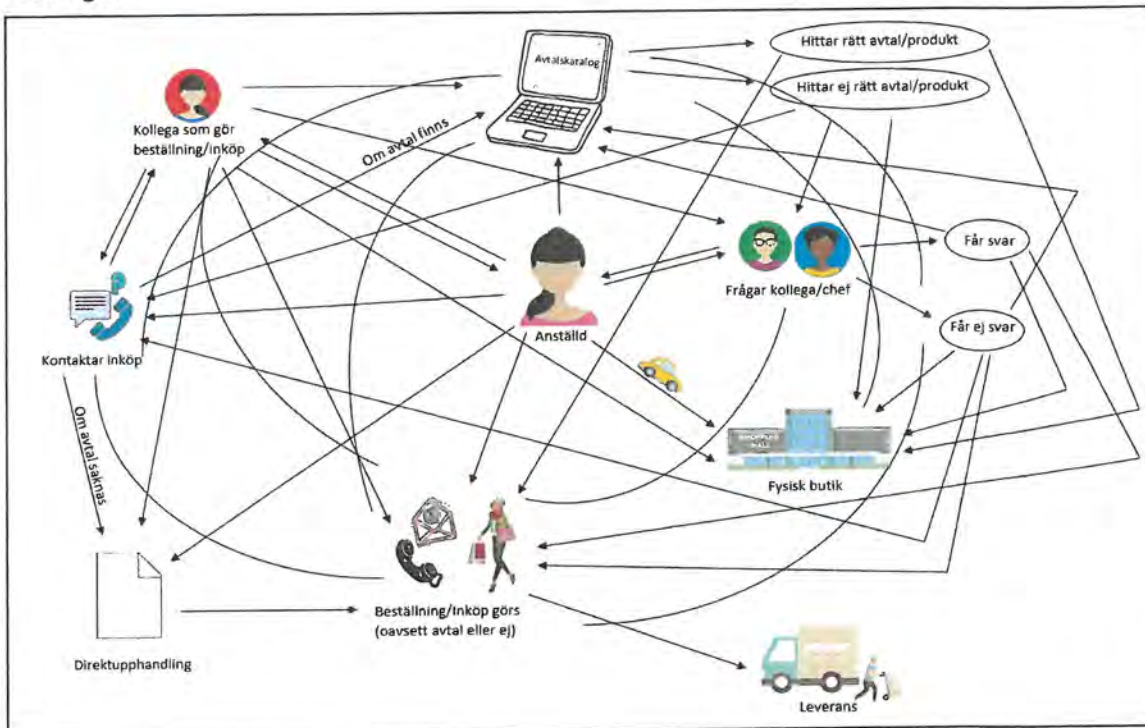 Avtalskatalog
Hittar rätt avtal/produkt
Hittar ej rätt avtal/produkt
Kollega som gör
beställning/inköp
Om avtal finns
Får svar
Frågar kollega/chef
Får ej svar
Anställd
Kontaktar inköp
Om avtal saknas
Fysisk butik
Beställning/Inköp görs
(oavsett avtal eller ej)
Direktupphandling
Leverans